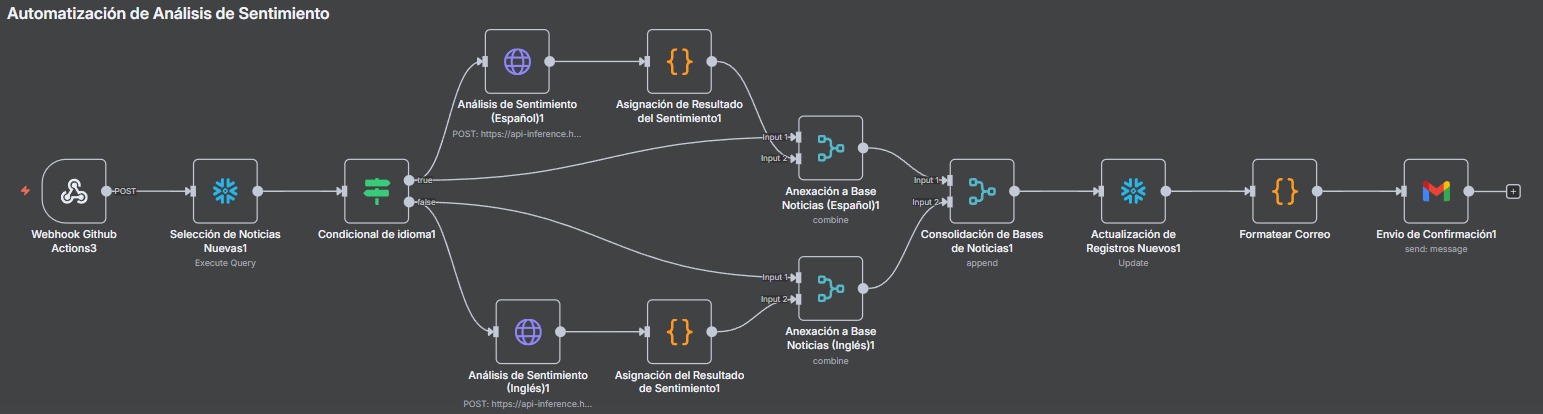 Automatización de Análisis de Sentimiento
Análisis de Sentimiento
(Español)1
POST: https://api-inference.h...
Asignación de Resultado
del Sentimiento1
Input 1
Input 2
Anexación a Base
Noticias (Español)1
combine
POST
Webhook Github
Actions3
Selección de Noticias
Nuevas1
Execute Query
true
false
Condicional de idioma1
Input 1
Input 2
Consolidación de Bases
de Noticias1
append
Actualización de
Registros Nuevos1
Update
Formatear Correo
Envio de Confirmación1
send: message
Input 1
Input 2
Anexación a Base
Noticias (Inglés)1
combine
Análisis de Sentimiento
(Inglés)1
POST: https://api-inference.h...
Asignación del Resultado
de Sentimiento1